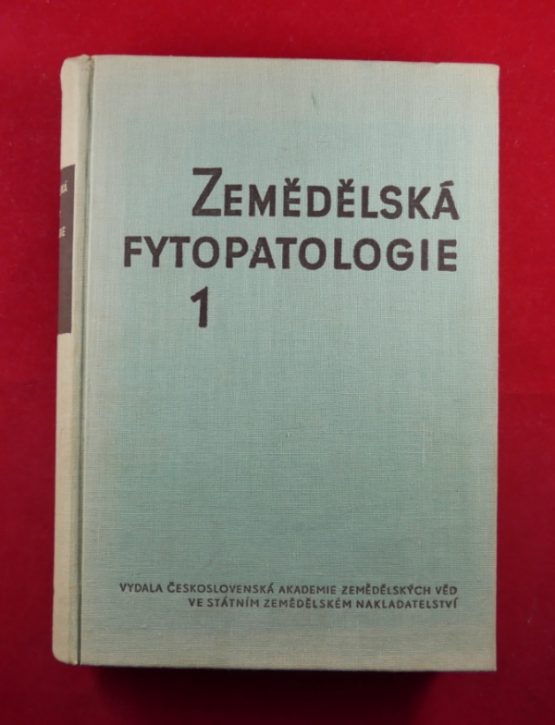 ZEMĚDĚLSKÁ
FYTOPATOLOGIE
1
VYDALA ČESKOSLOVENSKÁ AKADEMIE ZEMĚDĚLSKÝCH VĚD
VE STÁTNÍM ZEMĚDĚLSKÉM NAKLADATELSTVÍ